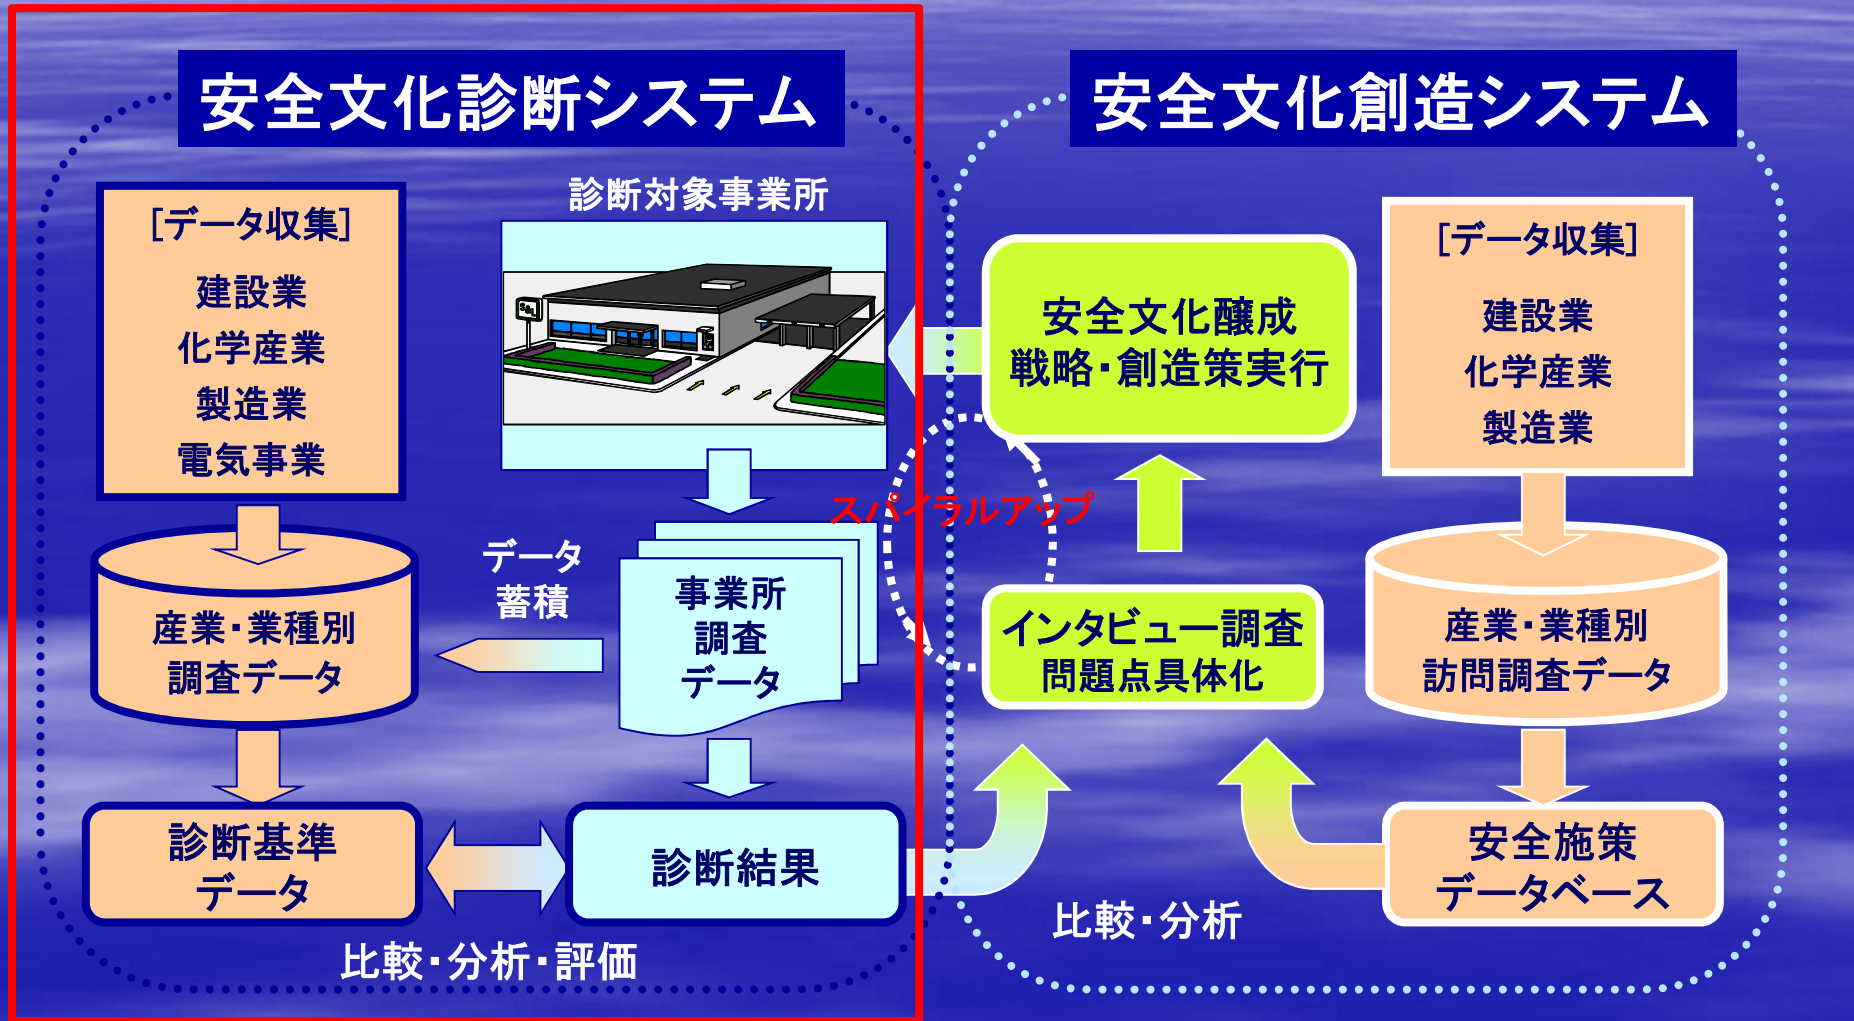 安全文化診断システム
安全文化創造システム
[データ収集]
建設業
化学産業
製造業
電気事業
診断対象事業所
S&L
安全文化醸成
戦略・創造策実行
[データ収集]
建設業
化学産業
製造業
スパイラルアップ
データ
蓄積
産業・業種別
調査データ
事業所
調査
データ
インタビュー調査
問題点具体化
産業・業種別
訪問調査データ
診断基準
データ
診断結果
安全施策
データベース
比較・分析・評価
比較・分析